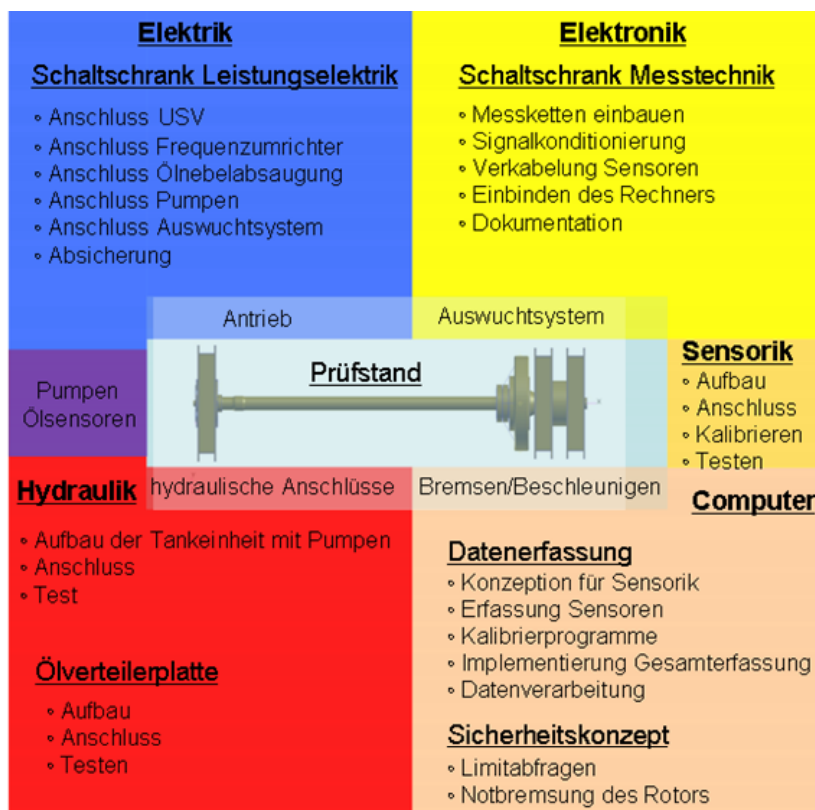 Elektrik
Schaltschrank Leistungselektrik
◦ Anschluss USV
◦ Anschluss Frequenzumrichter
◦ Anschluss Ölnebelabsaugung
◦ Anschluss Pumpen
◦ Anschluss Auswuchtsystem
◦ Absicherung
Elektronik
Schaltschrank Messtechnik
◦ Messketten einbauen
◦ Signalkonditionierung
◦ Verkabelung Sensoren
◦ Einbinden des Rechners
◦ Dokumentation
Antrieb
Auswuchtsystem
Pumpen
Ölsensoren
Prüfstand
Sensorik
◦ Aufbau
◦ Anschluss
◦ Kalibrieren
◦ Testen
Hydraulik
hydraulische Anschlüsse
Bremsen/Beschleunigen
Computer
◦ Aufbau der Tankeinheit mit Pumpen
◦ Anschluss
◦ Test
Ölverteilerplatte
◦ Aufbau
◦ Anschluss
◦ Testen
Datenerfassung
◦ Konzeption für Sensorik
◦ Erfassung Sensoren
◦ Kalibrierprogramme
◦ Implementierung Gesamterfassung
◦ Datenverarbeitung
Sicherheitskonzept
◦ Limitabfragen
◦ Notbremsung des Rotors